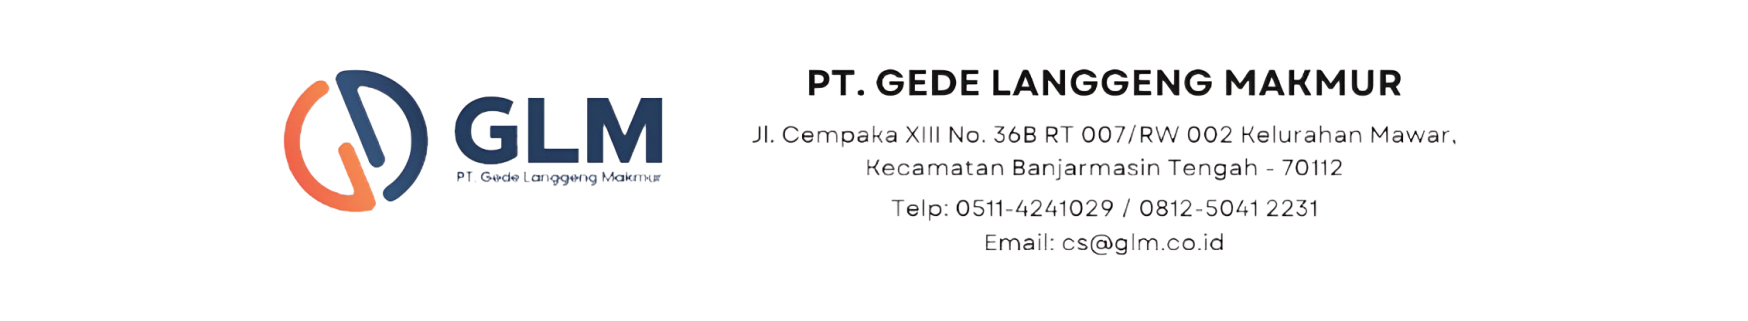 GLM
PT. Gede Langgeng Makmur
PT. GEDE LANGGENG MAKMUR
Jl. Cempaka XIII No. 36B RT 007/RW 002 Kelurahan Mawar,
Kecamatan Banjarmasin Tengah - 70112
Telp: 0511-4241029 / 0812-5041 2231
Email: cs@glm.co.id